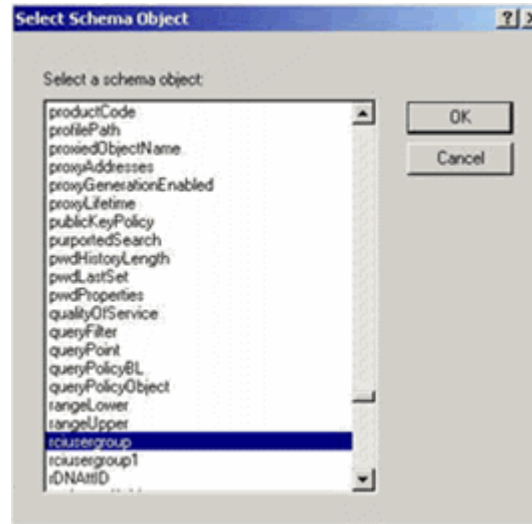 Select Schema Object
Select a schema object:
productCode
profilePath
proxiedObjectName
proxyAddresses
proxyGenerationEnabled
proxyLifetime
publicKeyPolicy
purportedSearch
pwdHistoryLength
pwdLastSet
pwdProperties
qualityOfService
queryFilter
queryPoint
queryPolicyBL
queryPolicyObject
rangeLower
rangeUpper
rciusergroup
rciusergroup1
rDNAttID
OK
Cancel